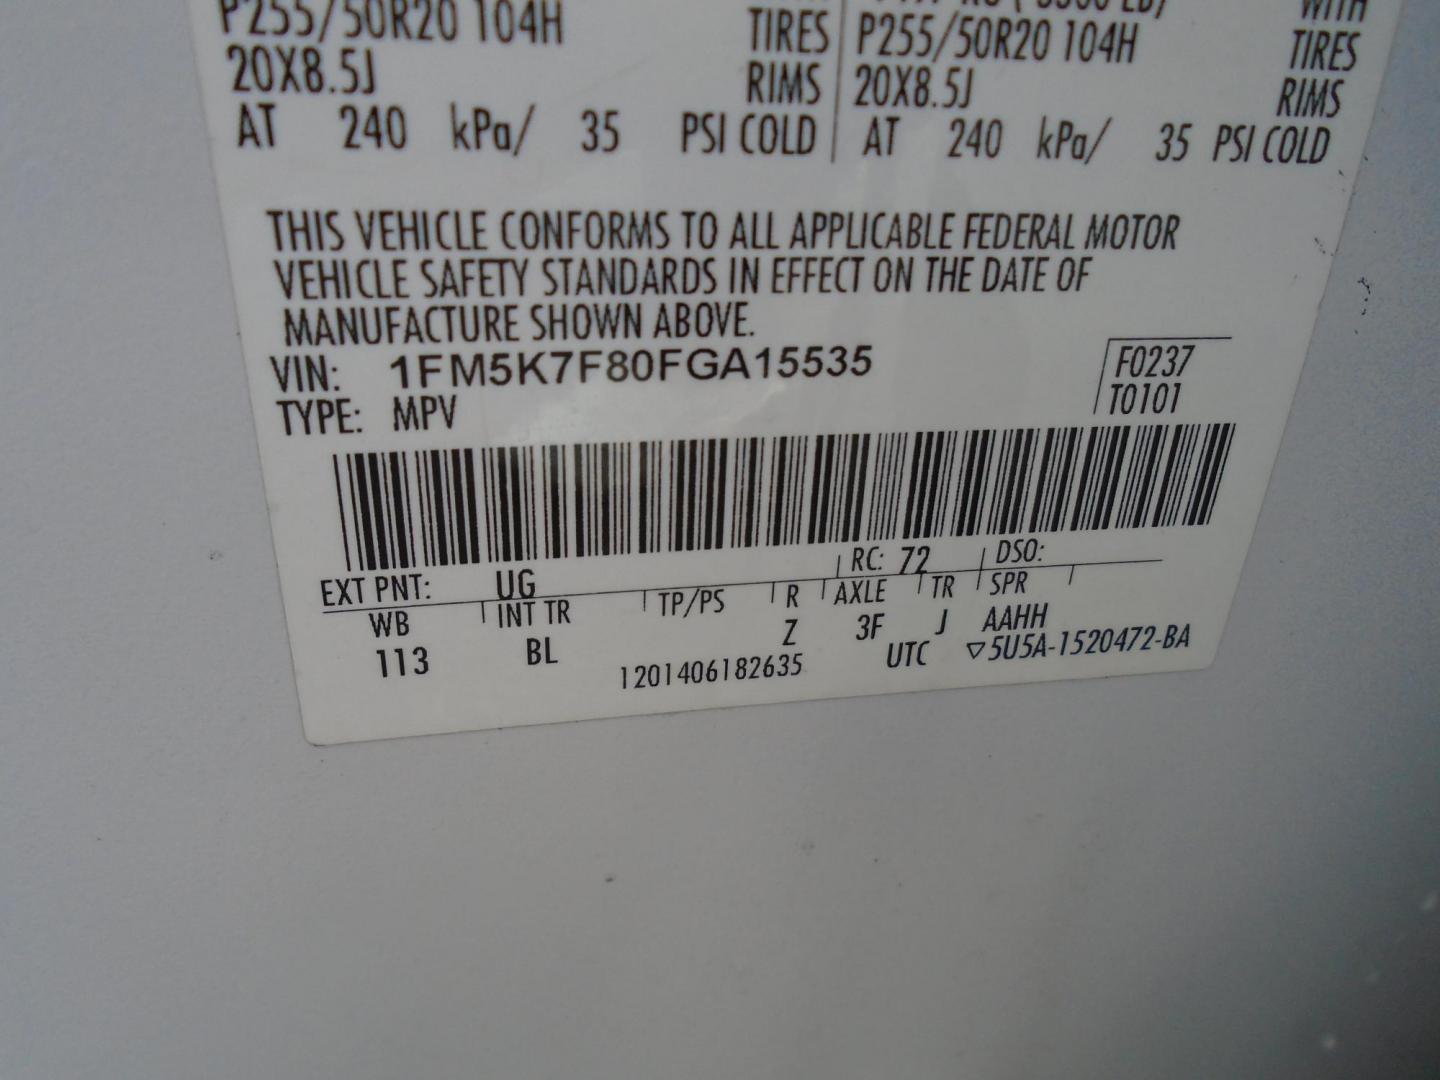 P255/50R20 104H TIRES P255/50R20 104H TIRES
20X8.5J RIMS 20X8.5J RIMS
AT 240 kPa/ 35 PSI COLD AT 240 kPa/ 35 PSI COLD
THIS VEHICLE CONFORMS TO ALL APPLICABLE FEDERAL MOTOR
VEHICLE SAFETY STANDARDS IN EFFECT ON THE DATE OF
MANUFACTURE SHOWN ABOVE.
VIN: 1FM5K7F80FGA15535 F0237
TYPE: MPV T0101
EXT PNT: UG RC: 72 DSO:
WB INT TR TP/PS R AXLE TR SPR
113 BL Z 3F J AAHH
1201406182635 UTC ▽5U5A-1520472-BA